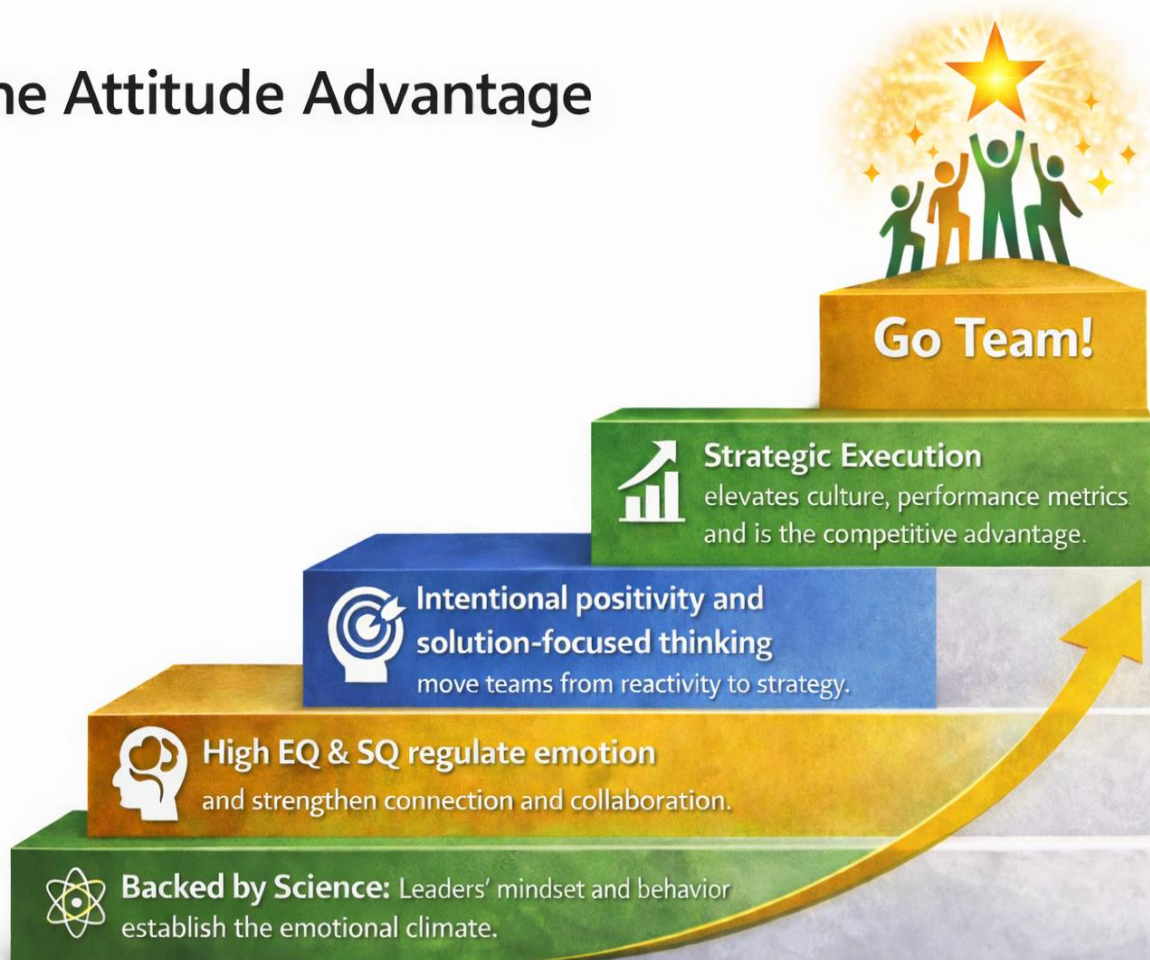 he Attitude Advantage
Go Team!
Strategic Execution
elevates culture, performance metrics
and is the competitive advantage.
Intentional positivity and
solution-focused thinking
move teams from reactivity to strategy.
High EQ & SQ regulate emotion
and strengthen connection and collaboration.
Backed by Science: Leaders' mindset and behavior
establish the emotional climate.